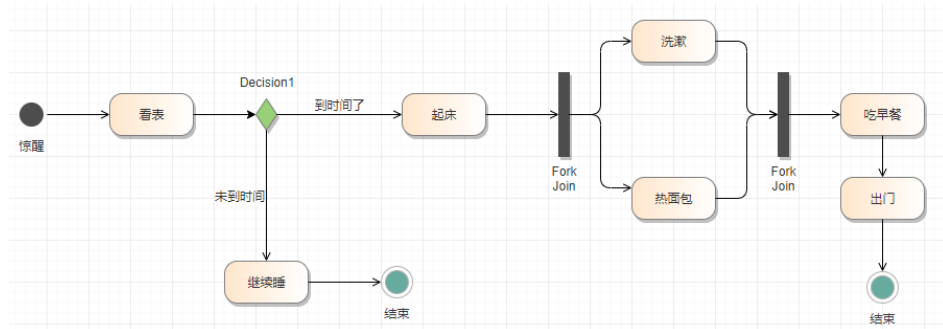 惊醒
看表
Decision1
到时间了
起床
未到时间
继续睡
结束
Fork
Join
洗漱
热面包
Fork
Join
吃早餐
出门
结束